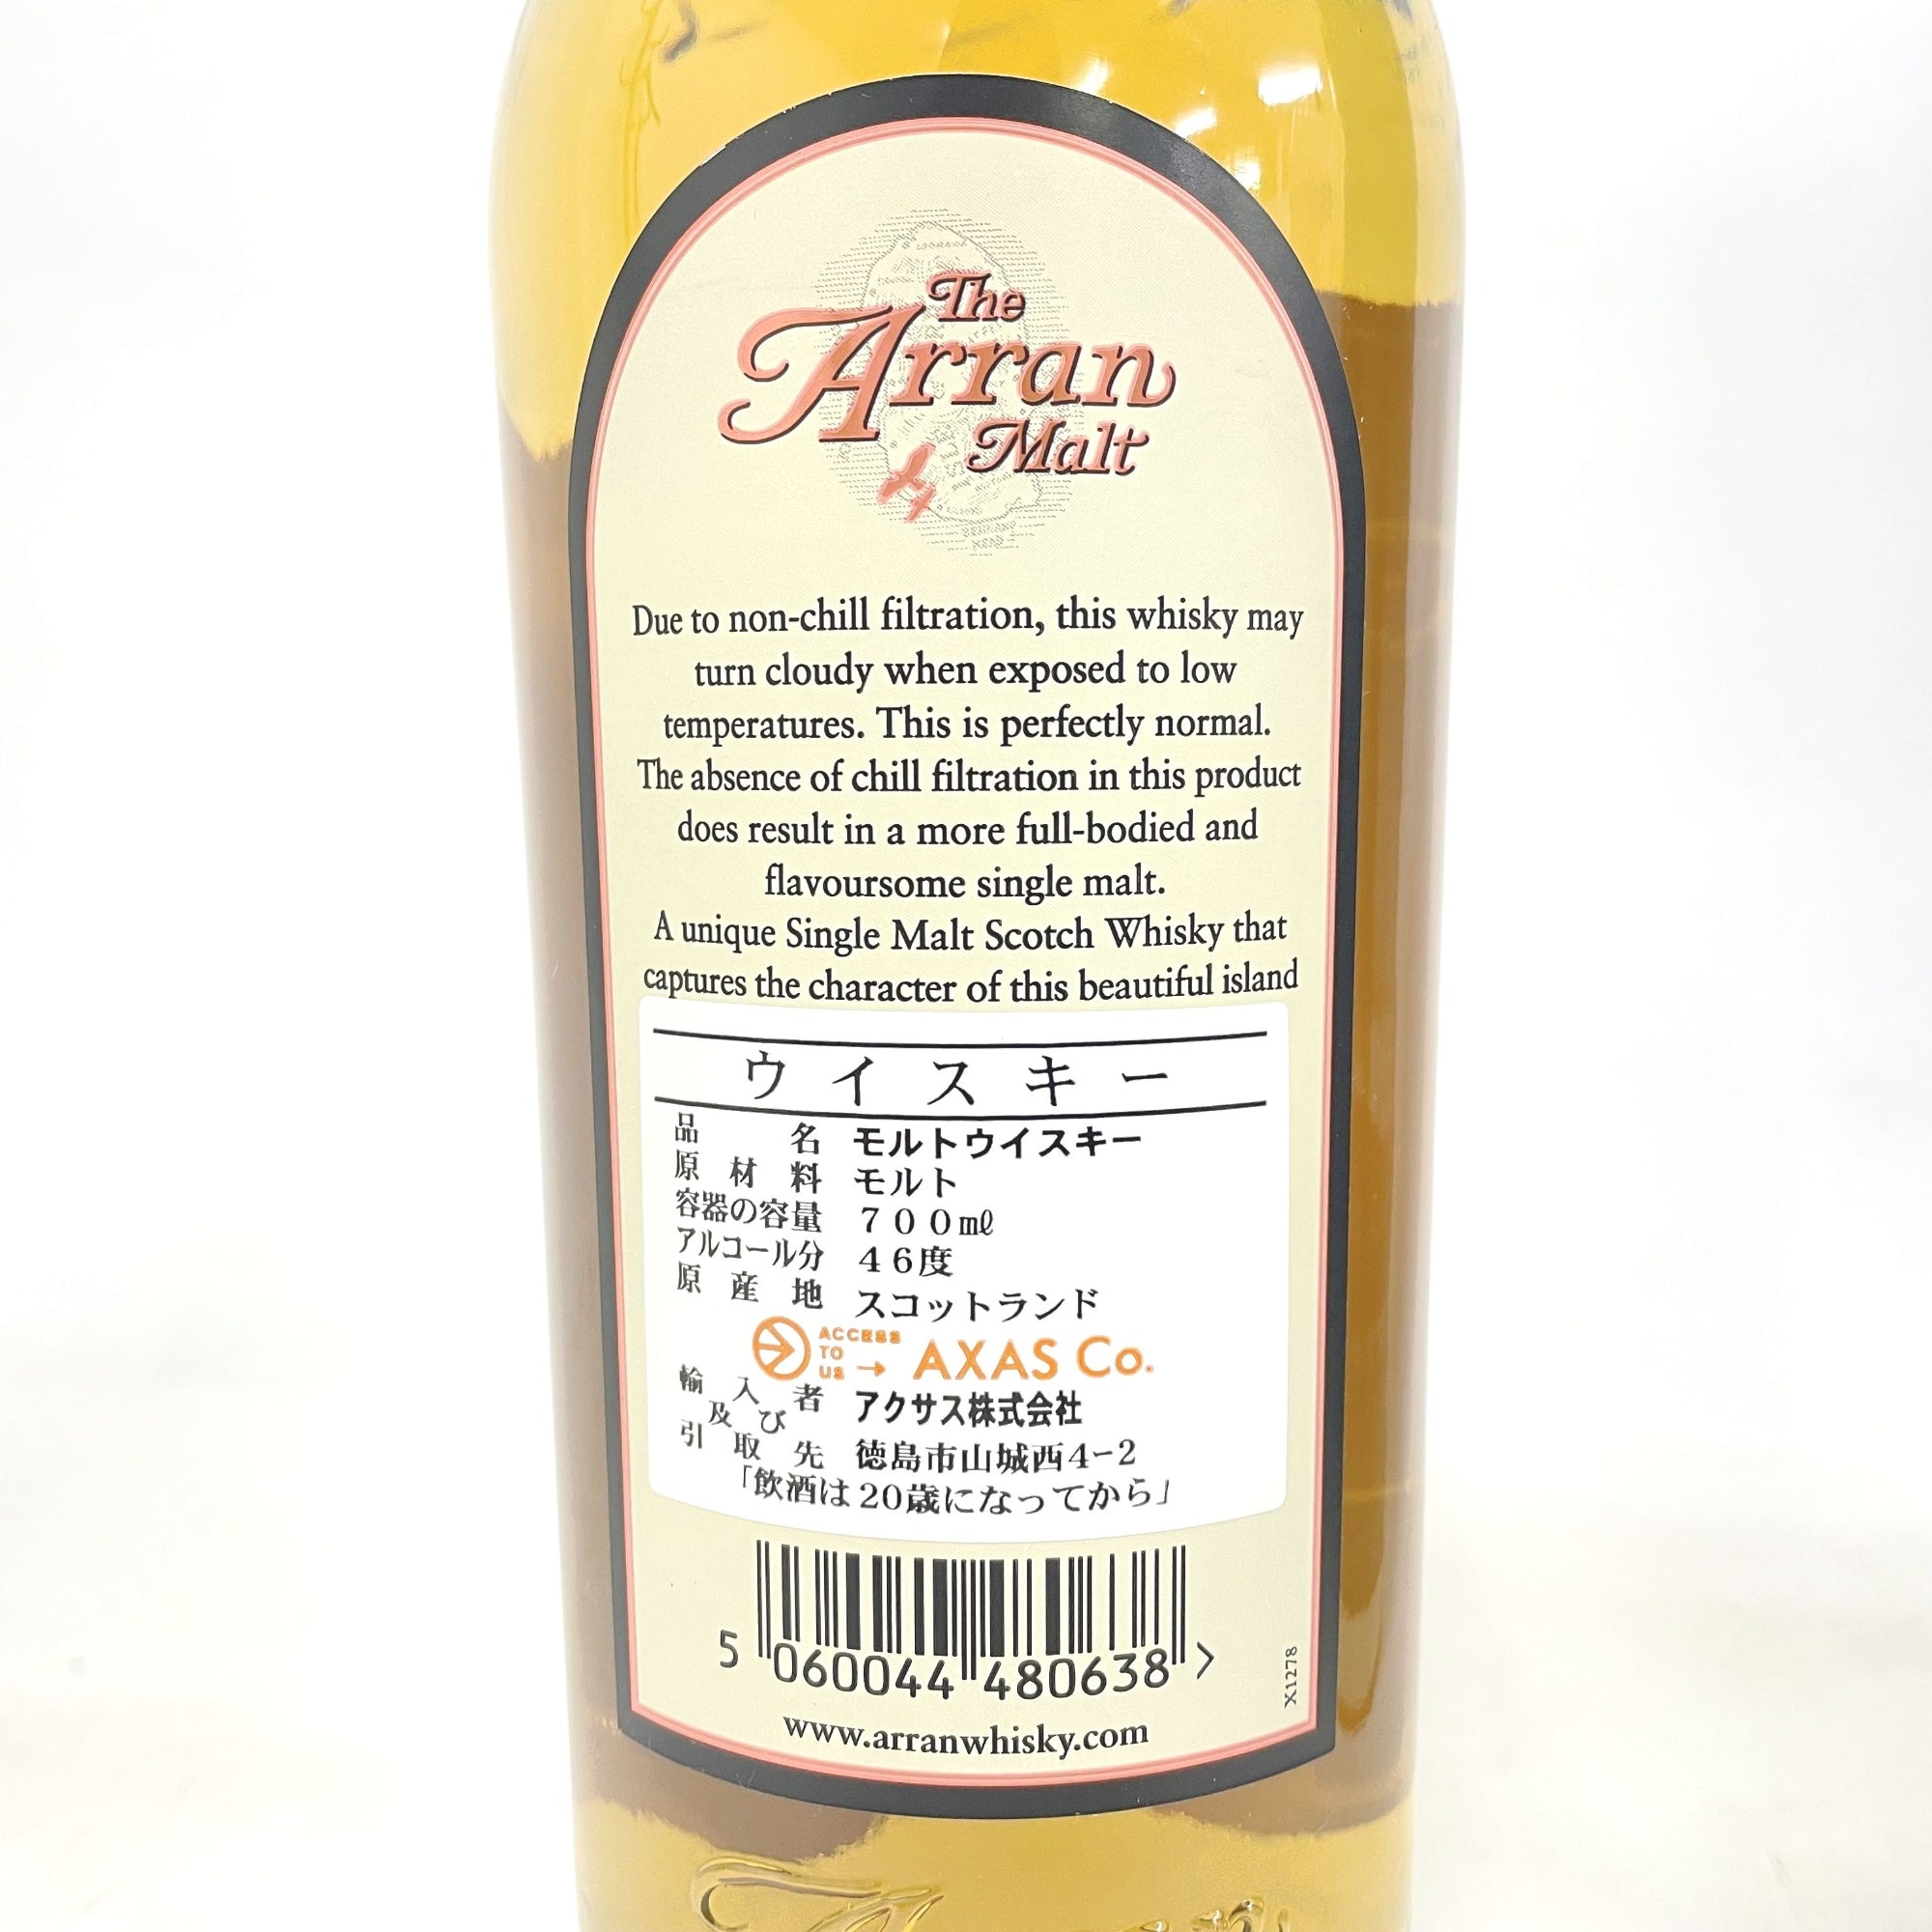 The
Arran
Malt
Due to non-chill filtration, this whisky may
turn cloudy when exposed to low
temperatures. This is perfectly normal.
The absence of chill filtration in this product
does result in a more full-bodied and
flavoursome single malt.
A unique Single Malt Scotch Whisky that
captures the character of this beautiful island
ウイスキー
品名 モルトウイスキー
原材料 モルト
容器の容量 700㎖
アルコール分 46度
原産地 スコットランド
ACCESS TO US → AXAS Co.
輸入者 アクサス株式会社
及び
引取先 徳島市山城西4-2
「飲酒は20歳になってから」
5 060044 480638 >
X1278
www.arranwhisky.com